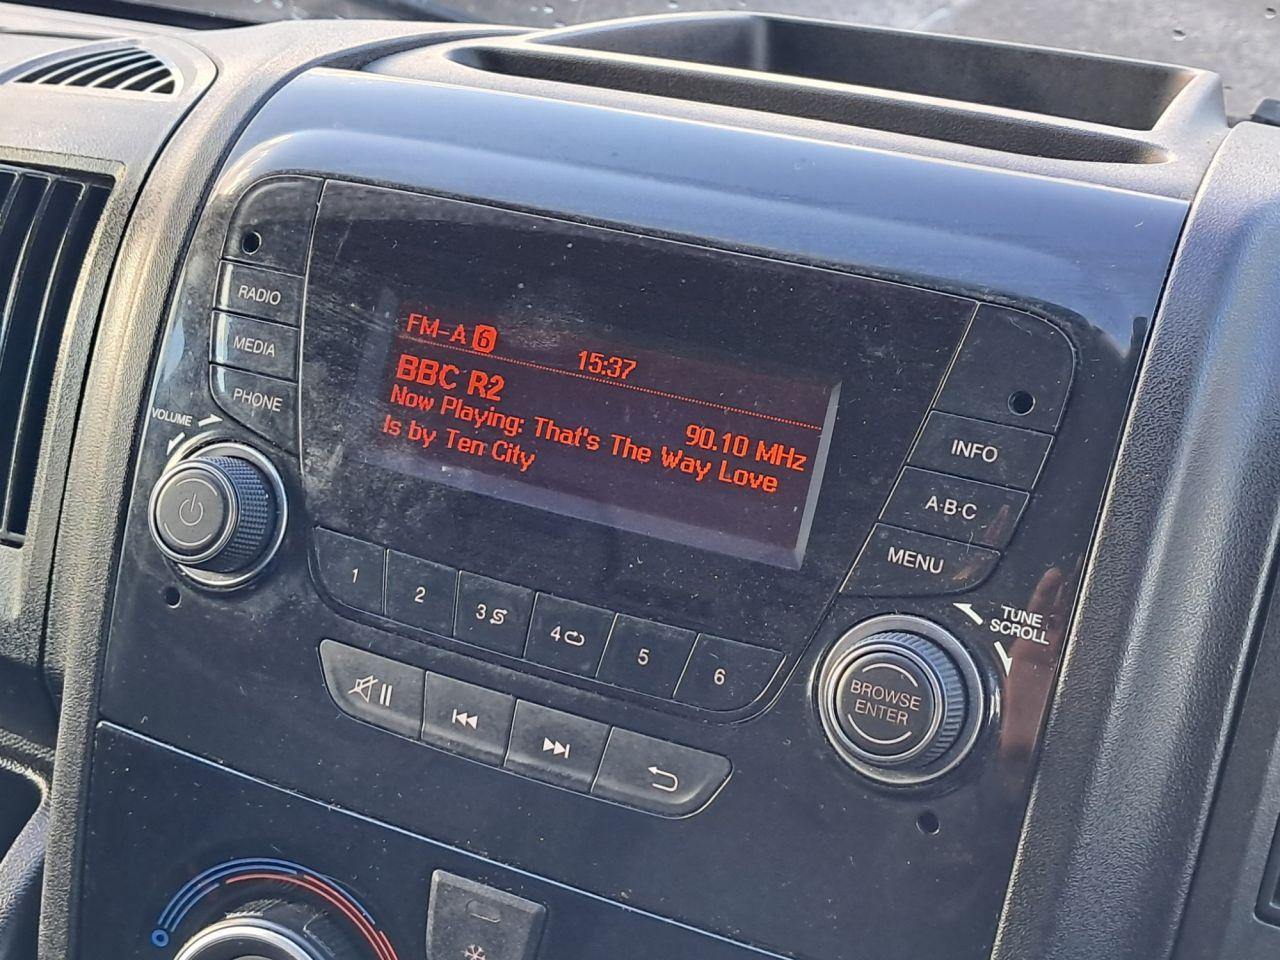 RADIO
MEDIA
PHONE
VOLUME
FM-A 6 15:37
BBC R2
90.10 MHz
Now Playing: That's The Way Love
Is by Ten City
INFO
A·B·C
MENU
TUNE
SCROLL
1 2 3 4 5 6
BROWSE
ENTER